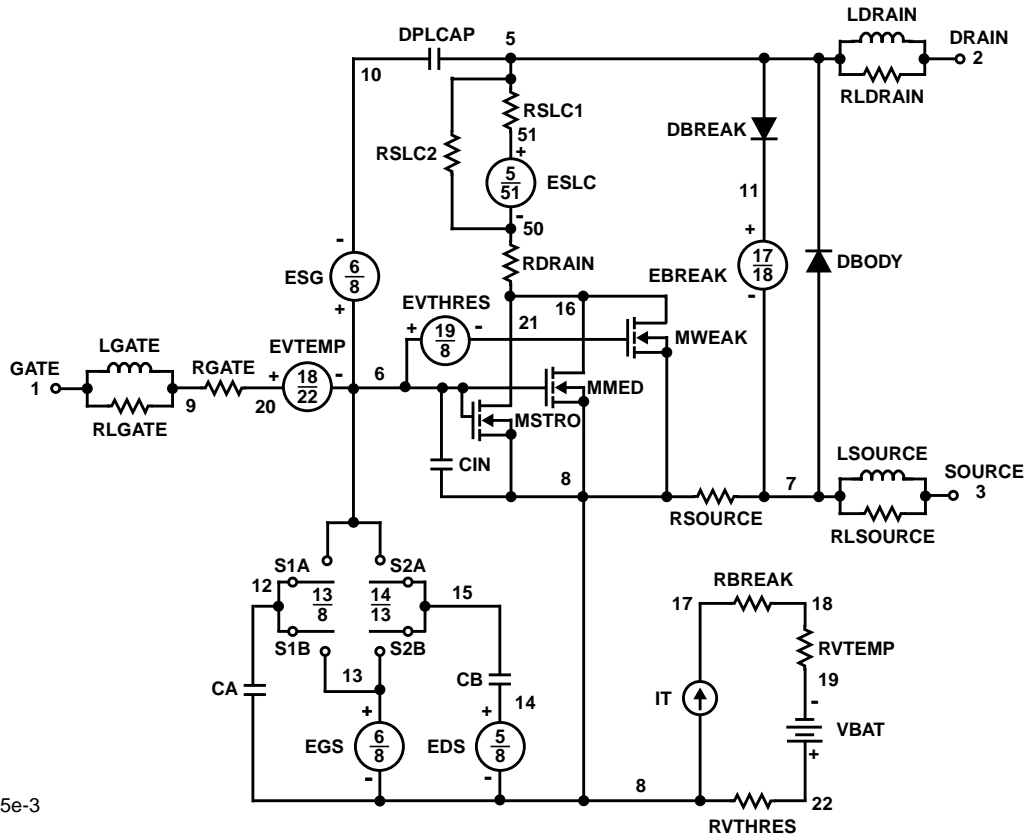 LDRAIN
DPLCAP 5 DRAIN
2
10
RLDRAIN
RSLC1
DBREAK
51
RSLC2 +
5
51
ESLC
11
- 50
- +
RDRAIN
17
18
6
8
ESG EBREAK DBODY
EVTHRES
16
+ -
+ 19
8
- 21
MWEAK
LGATE EVTEMP
GATE RGATE
1
+ 18
22
- 6
MMED
9 20
MSTRO
RLGATE
LSOURCE
CIN 8 7 SOURCE
3
RSOURCE
RLSOURCE
S1A S2A
12
13
8
14
13
15
RBREAK
17 18
S1B S2B
RVTEMP
13
CB 19
CA
14 IT -
+ +
VBAT
EGS 6
8
EDS 5
8
+
- - 8
5e-3
22
RVTHRES